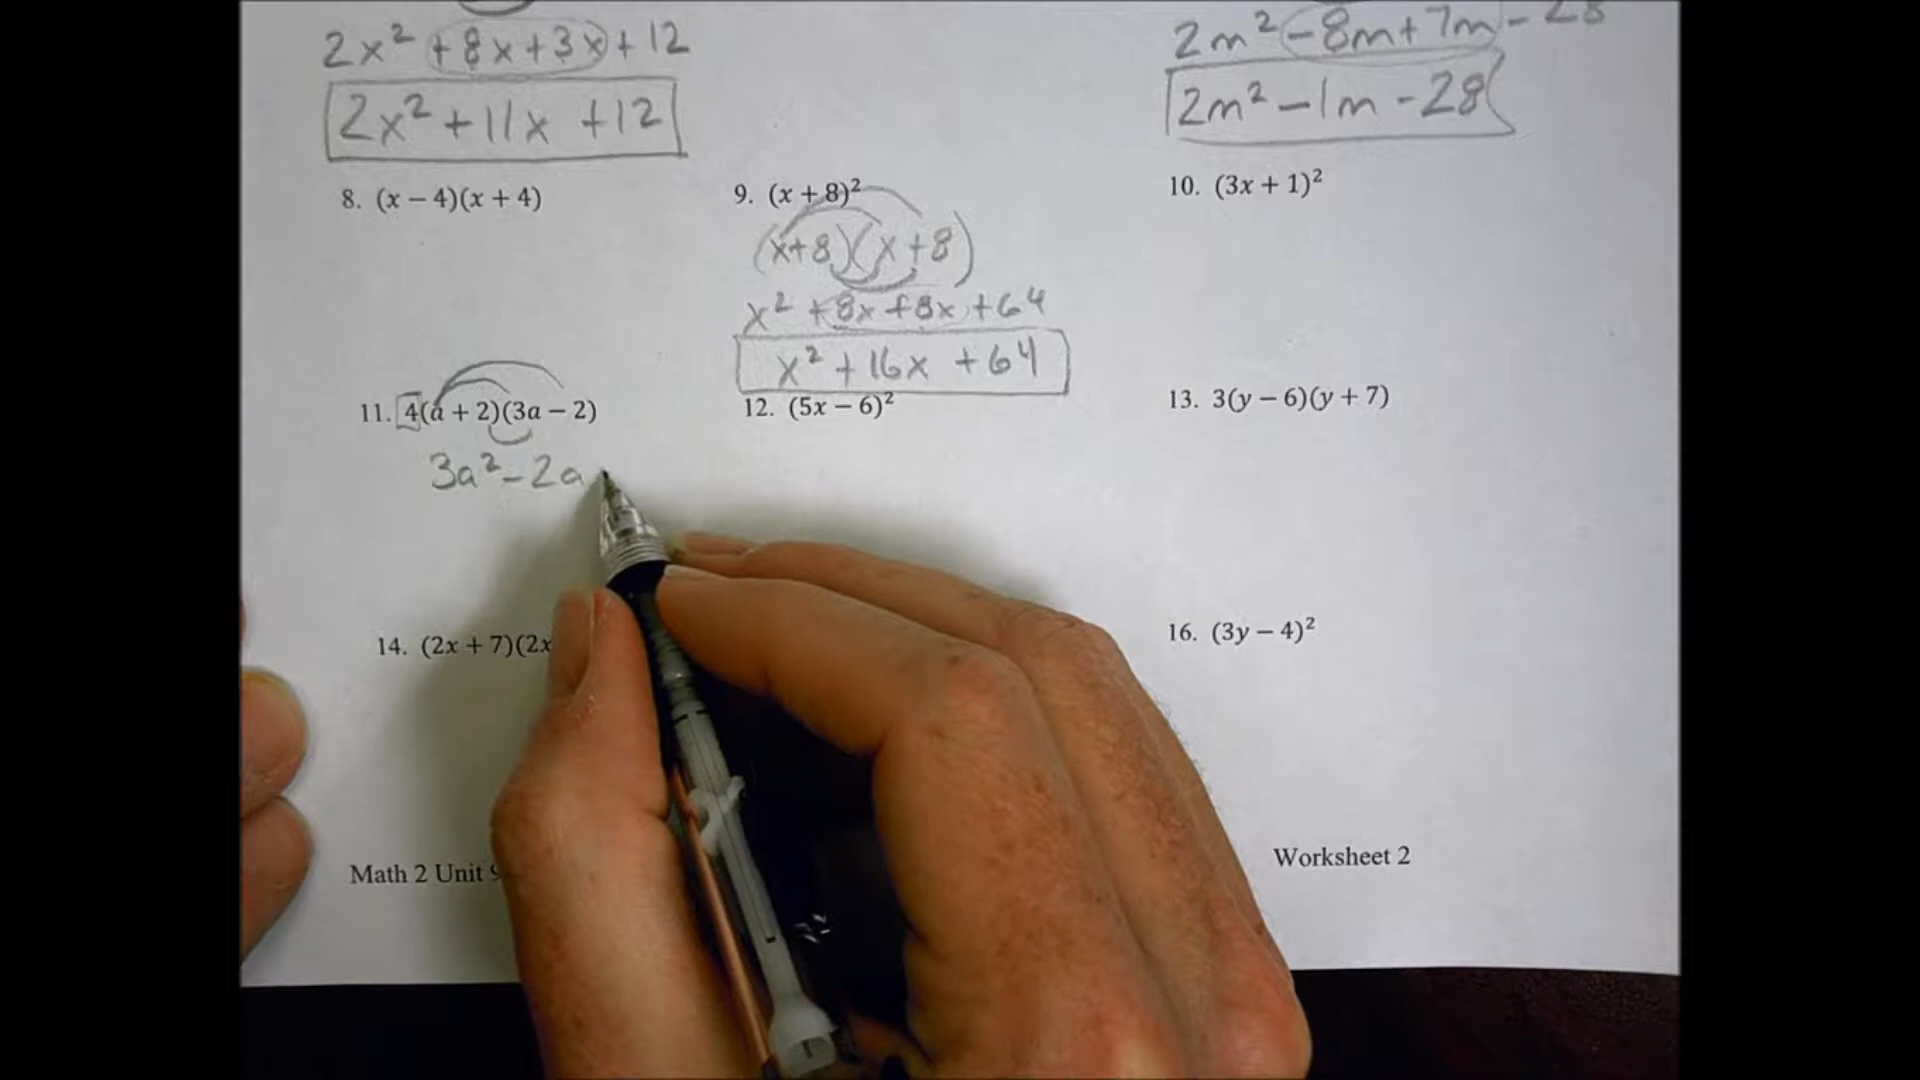 2x² +8x+3x+12
2x² +11x +12
2m² -8m+7m - 28
2m² -1m -28
8. (x − 4)(x + 4)
9. (x + 8)²
(x+8)(x+8)
x² +8x+8x+64
x² +16x +64
10. (3x + 1)²
11. 4(a + 2)(3a − 2)
3a²-2a
12. (5x − 6)²
13. 3(y − 6)(y + 7)
14. (2x + 7)(2x
16. (3y − 4)²
Math 2 Unit 9
Worksheet 2